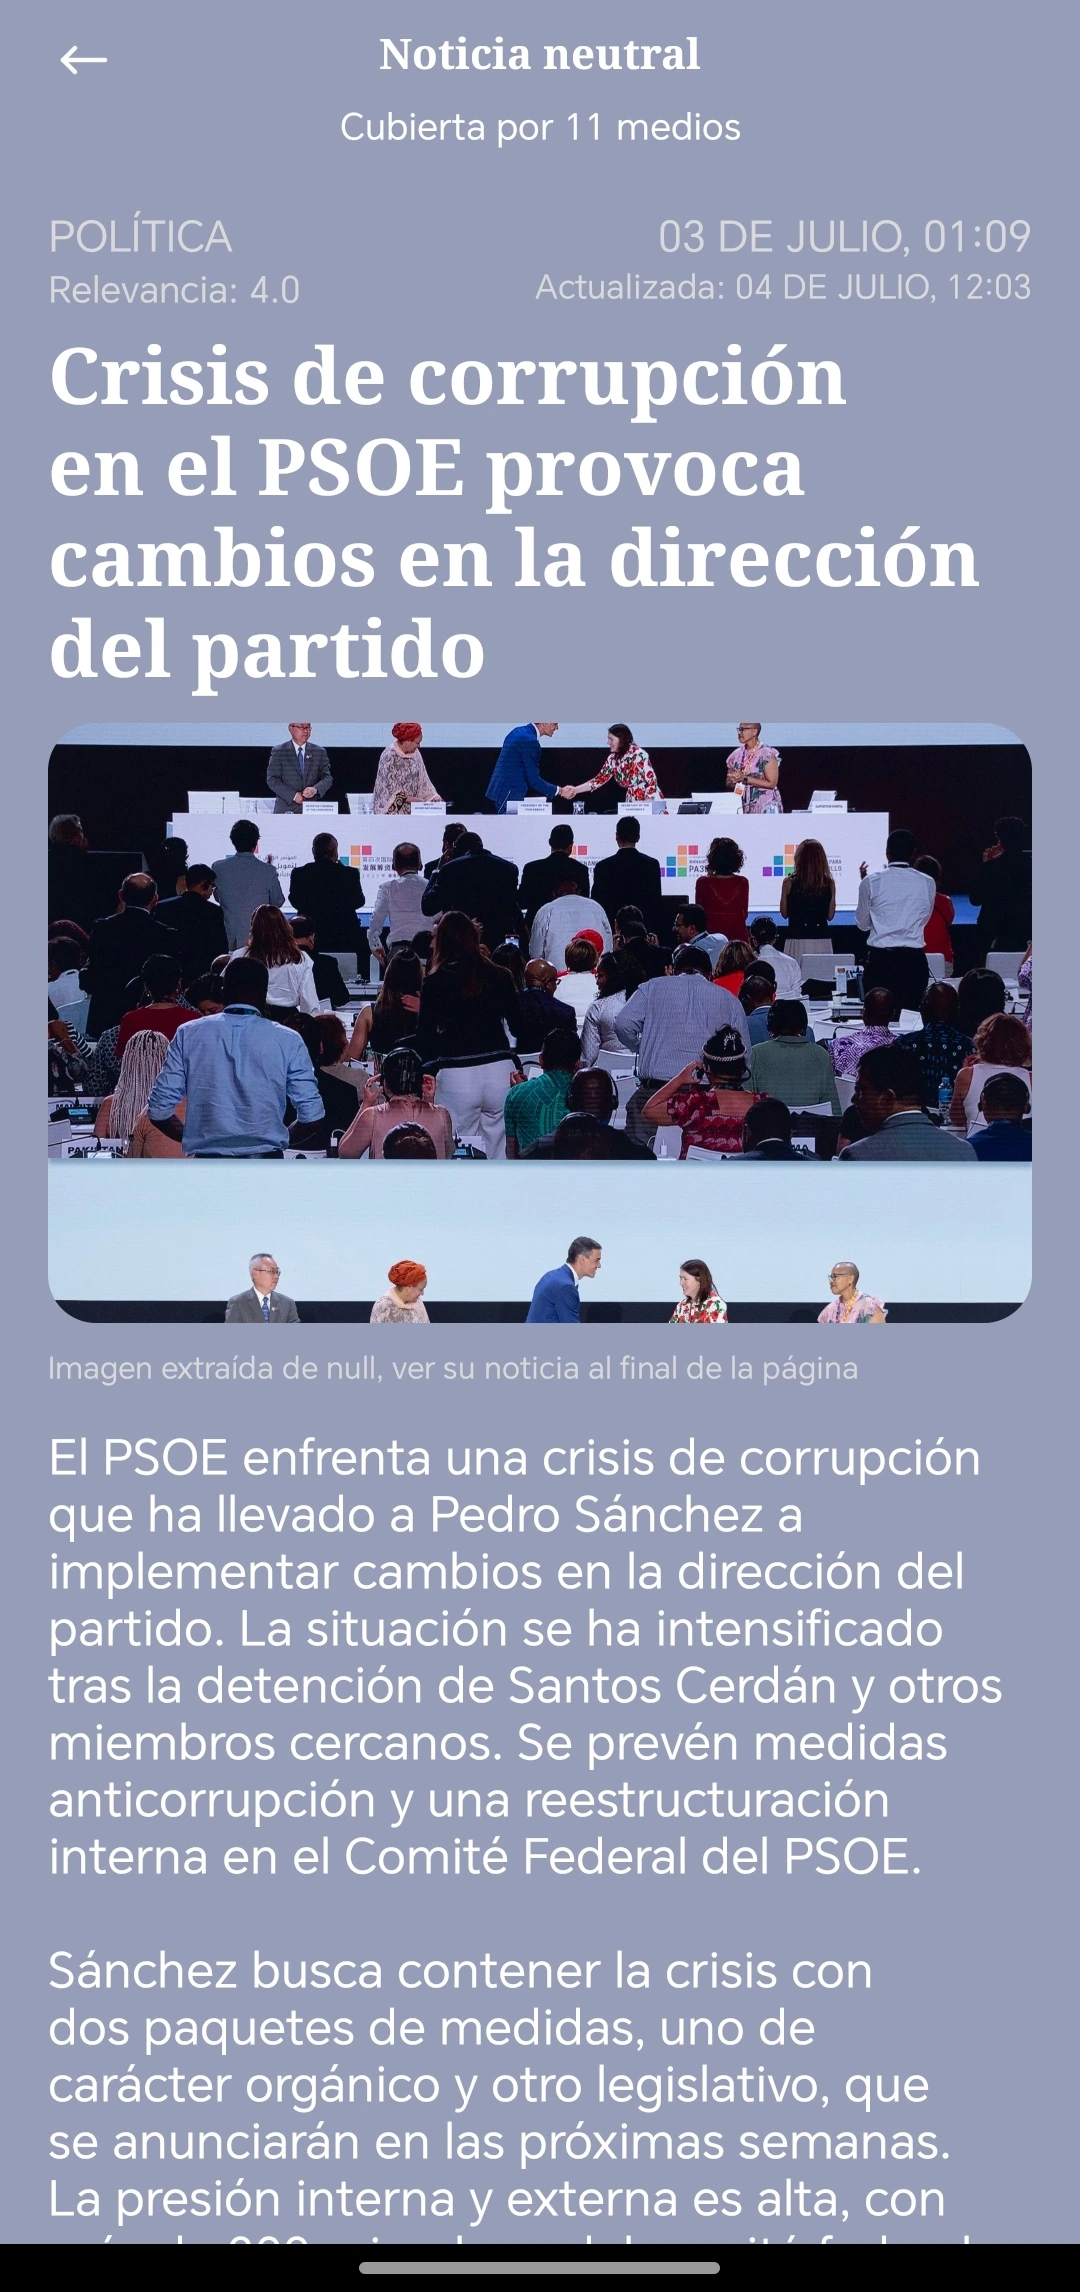 Noticia neutral
Cubierta por 11 medios
POLÍTICA
03 DE JULIO, 01:09
Relevancia: 4.0
Actualizada: 04 DE JULIO, 12:03
Crisis de corrupción
en el PSOE provoca
cambios en la dirección
del partido
Imagen extraída de null, ver su noticia al final de la página
El PSOE enfrenta una crisis de corrupción
que ha llevado a Pedro Sánchez a
implementar cambios en la dirección del
partido. La situación se ha intensificado
tras la detención de Santos Cerdán y otros
miembros cercanos. Se prevén medidas
anticorrupción y una reestructuración
interna en el Comité Federal del PSOE.
Sánchez busca contener la crisis con
dos paquetes de medidas, uno de
carácter orgánico y otro legislativo, que
se anunciarán en las próximas semanas.
La presión interna y externa es alta, con